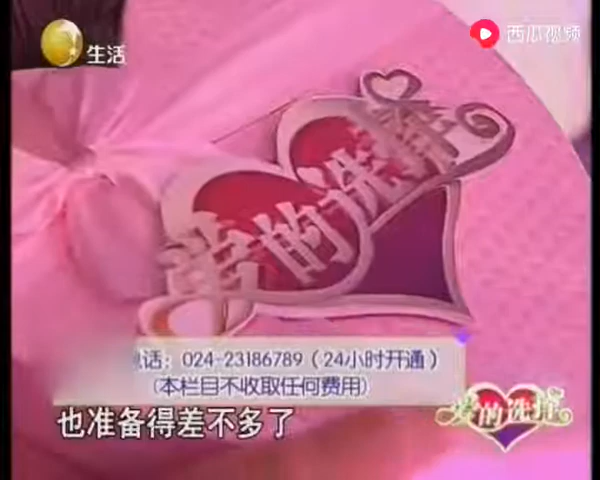 生活
西瓜视频
爱的选择
话：024-23186789（24小时开通）
(本栏目不收取任何费用)
也准备得差不多了
爱的选择